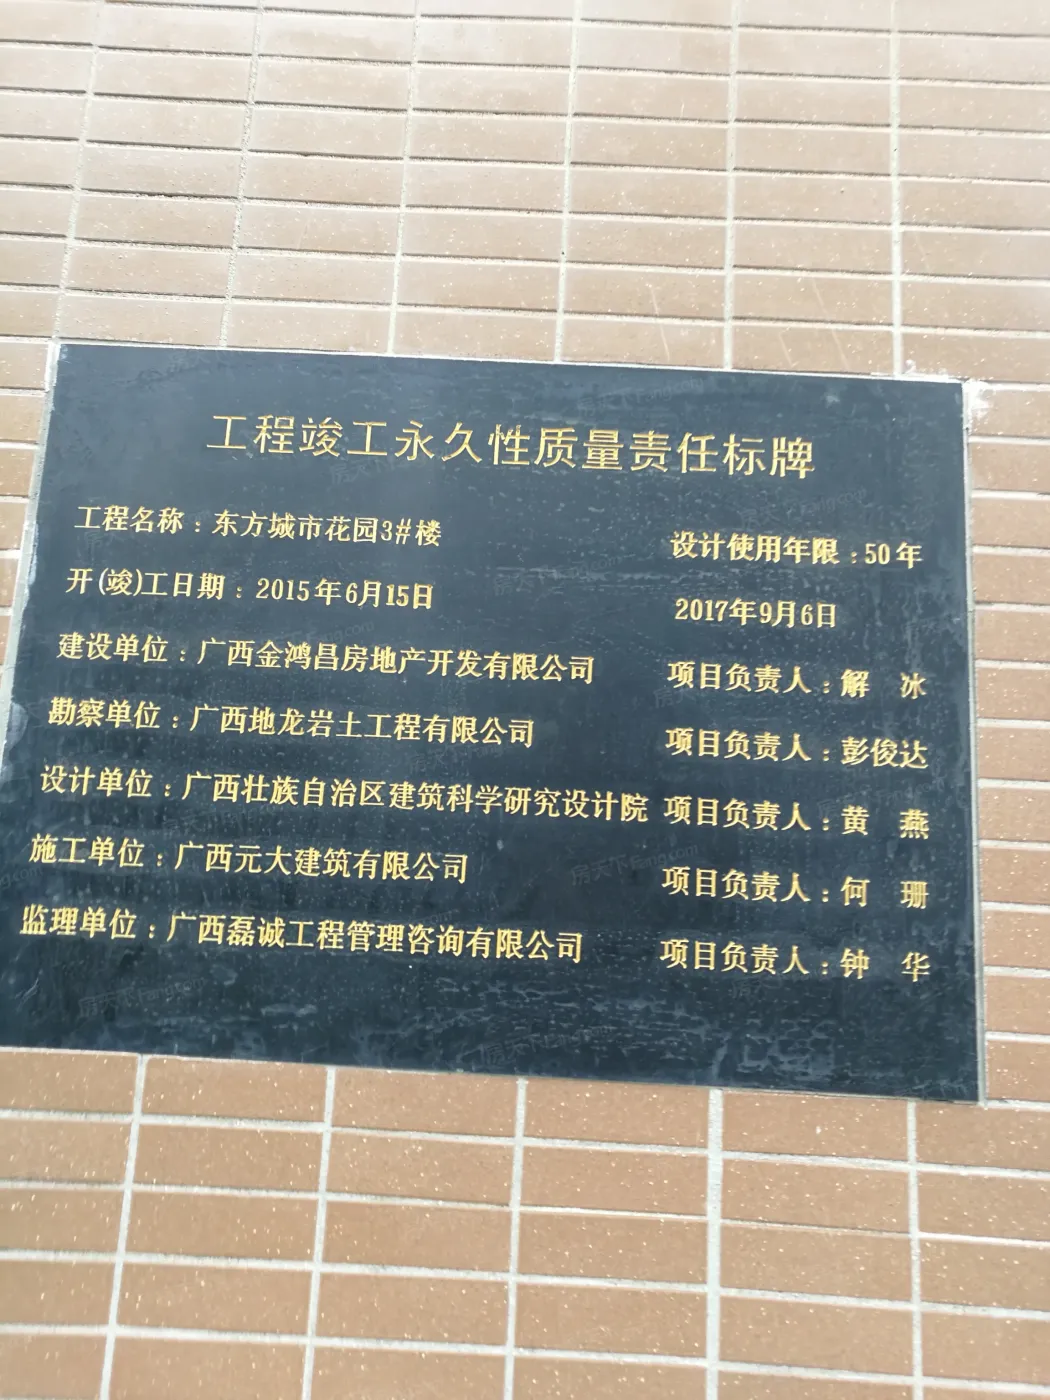 工程竣工永久性质量责任标牌
工程名称：东方城市花园3#楼 设计使用年限：50年
开(竣)工日期：2015年6月15日 2017年9月6日
建设单位：广西金鸿昌房地产开发有限公司 项目负责人：解 冰
勘察单位：广西地龙岩土工程有限公司 项目负责人：彭俊达
设计单位：广西壮族自治区建筑科学研究设计院 项目负责人：黄 燕
施工单位：广西元大建筑有限公司 项目负责人：何 珊
监理单位：广西磊诚工程管理咨询有限公司 项目负责人：钟 华
房天下Fang.com